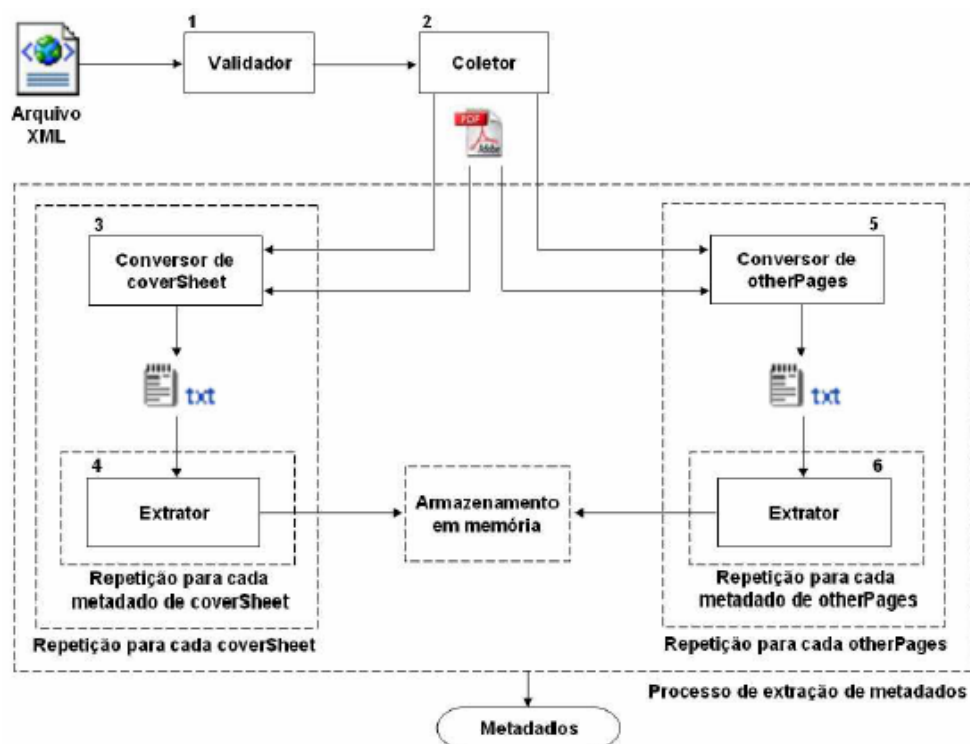 1
2
Validador
Coletor
Arquivo
XML
PDF
Adobe
3
5
Conversor de
coverSheet
Conversor de
otherPages
txt
txt
4
6
Extrator
Armazenamento
em memória
Extrator
Repetição para cada
metadado de coverSheet
Repetição para cada
metadado de otherPages
Repetição para cada coverSheet
Repetição para cada otherPages
Processo de extração de metadados
Metadados